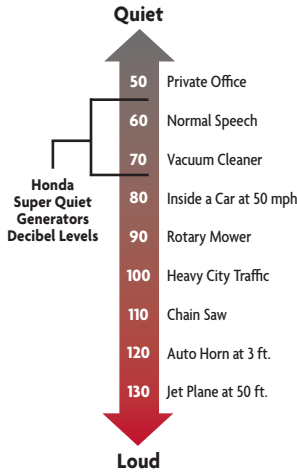 Quiet
50 Private Office
60 Normal Speech
70 Vacuum Cleaner
Honda
Super Quiet
Generators
Decibel Levels
80 Inside a Car at 50 mph
90 Rotary Mower
100 Heavy City Traffic
110 Chain Saw
120 Auto Horn at 3 ft.
130 Jet Plane at 50 ft.
Loud